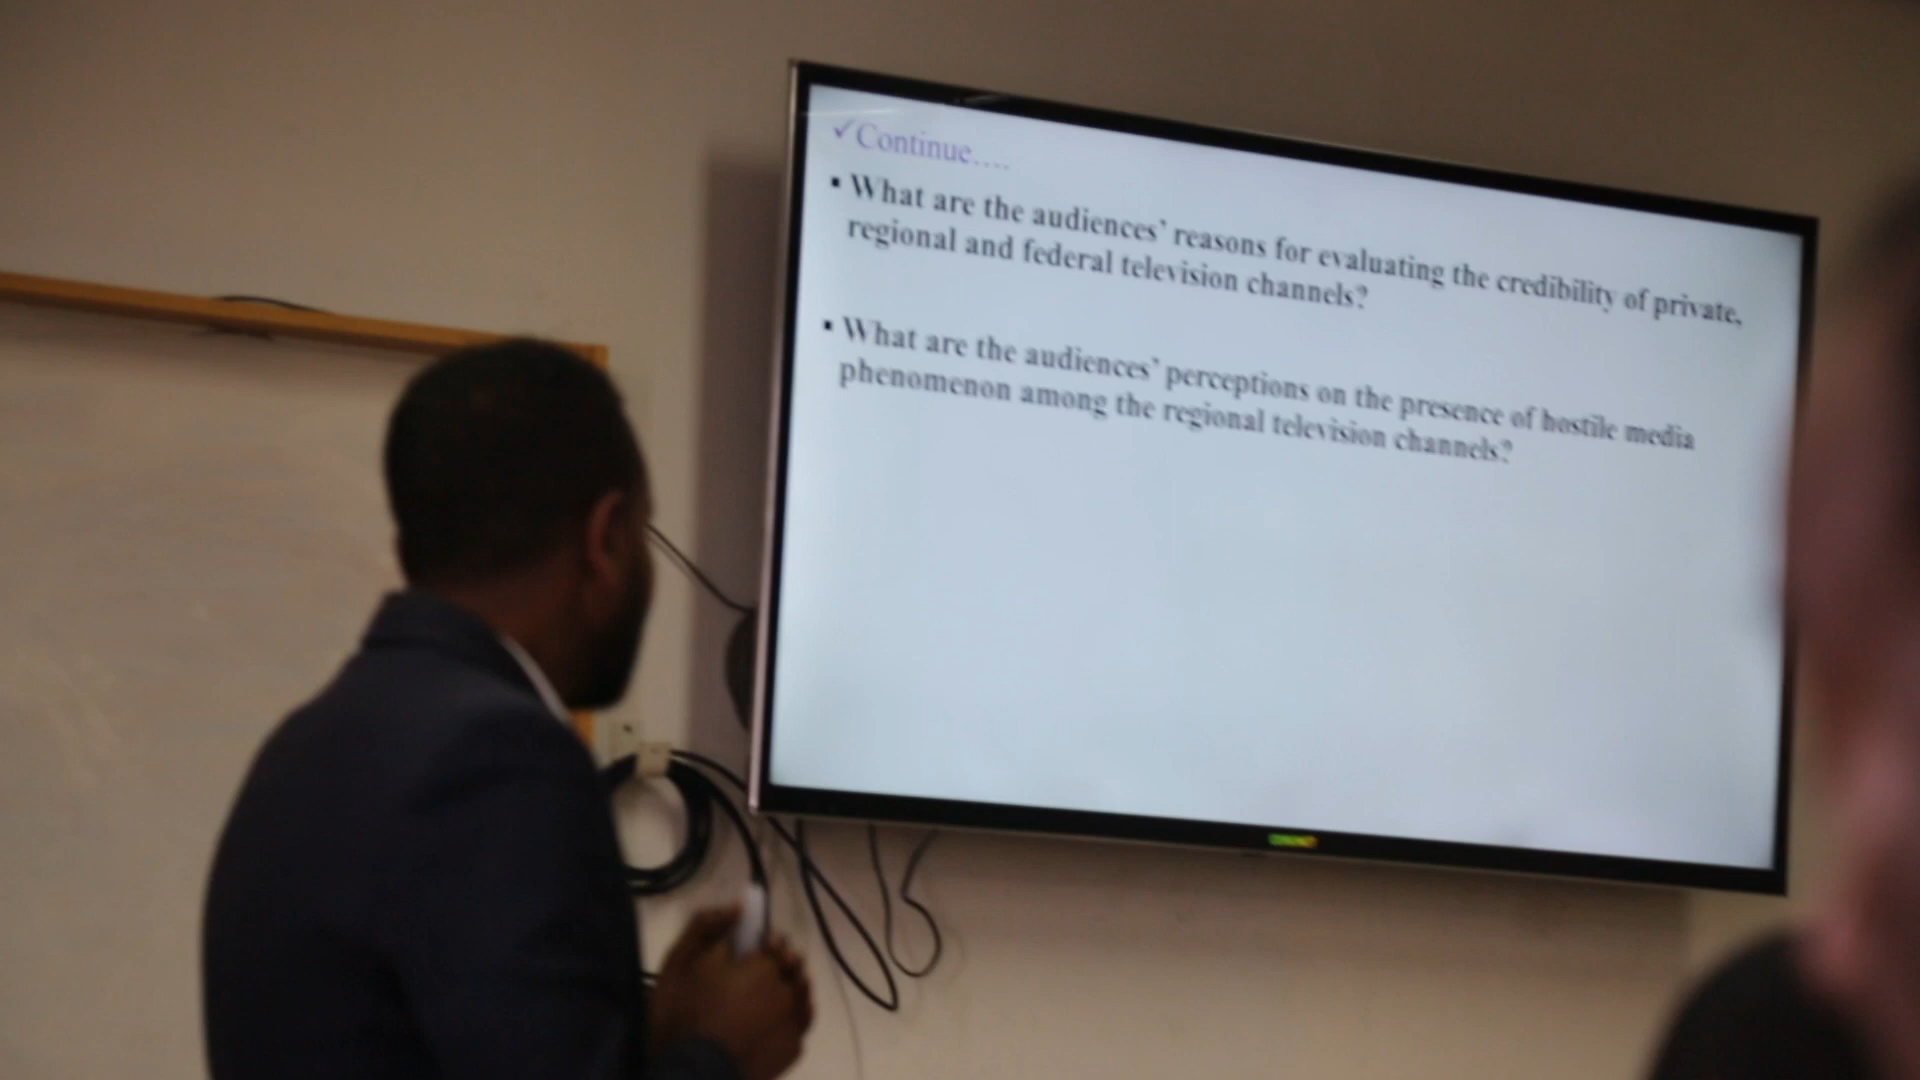 ✓Continue....
▪ What are the audiences’ reasons for evaluating the credibility of private,
regional and federal television channels?
▪ What are the audiences’ perceptions on the presence of hostile media
phenomenon among the regional television channels?